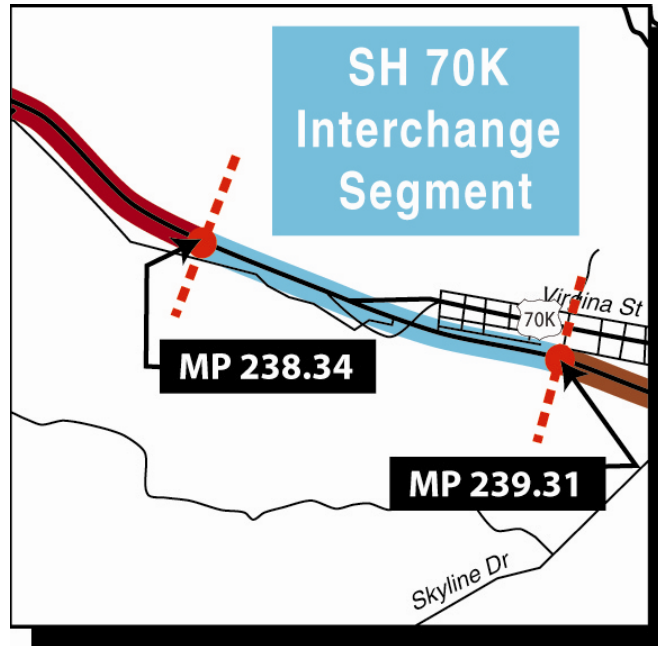 SH 70K
Interchange
Segment
Virgina St
70K
MP 238.34
MP 239.31
Skyline Dr